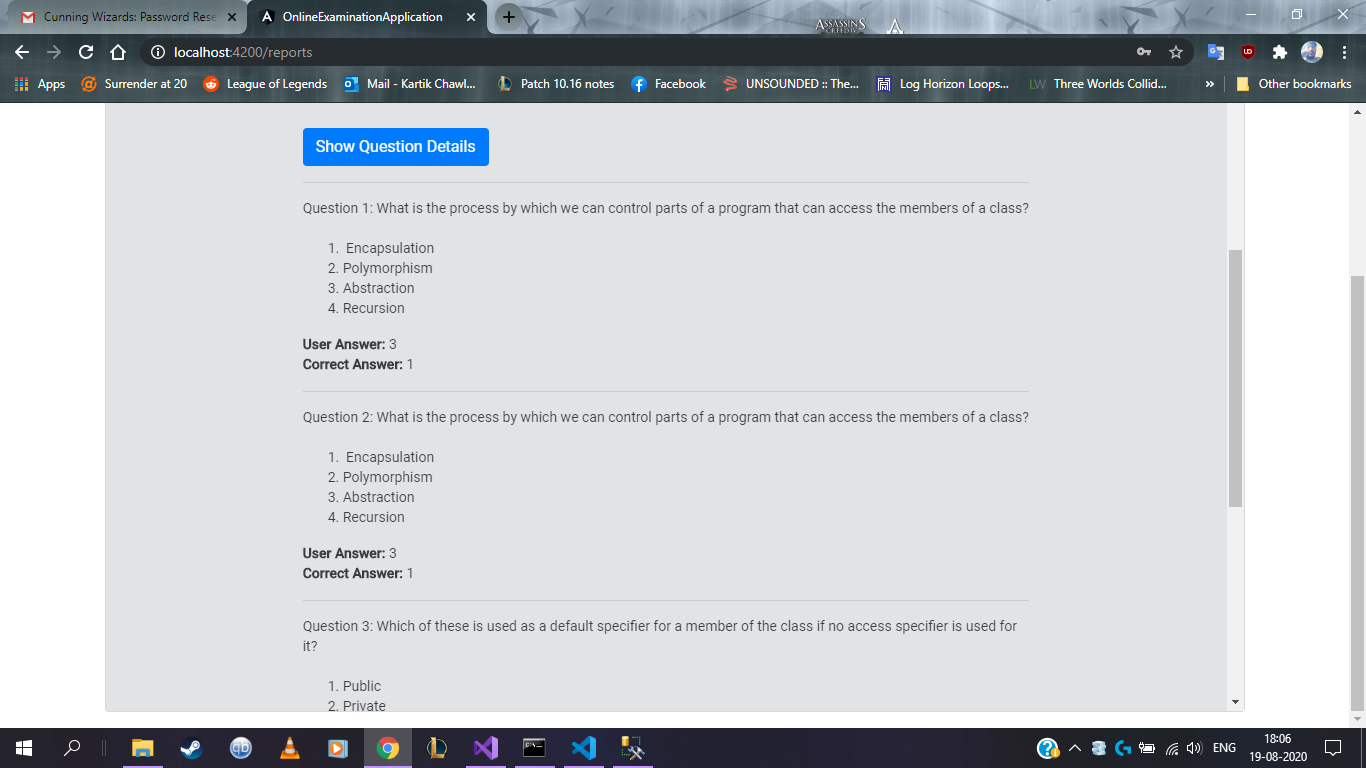 Cunning Wizards: Password Rese
OnlineExaminationApplication
ASSASSIN'S
CREED IV
localhost:4200/reports
Apps
Surrender at 20
League of Legends
Mail - Kartik Chawl...
Patch 10.16 notes
Facebook
UNSOUNDED :: The...
Log Horizon Loops...
LW Three Worlds Collid...
»
Other bookmarks
Show Question Details
Question 1: What is the process by which we can control parts of a program that can access the members of a class?
1. Encapsulation
2. Polymorphism
3. Abstraction
4. Recursion
User Answer: 3
Correct Answer: 1
Question 2: What is the process by which we can control parts of a program that can access the members of a class?
1. Encapsulation
2. Polymorphism
3. Abstraction
4. Recursion
User Answer: 3
Correct Answer: 1
Question 3: Which of these is used as a default specifier for a member of the class if no access specifier is used for
it?
1. Public
2. Private
ENG
18:06
19-08-2020